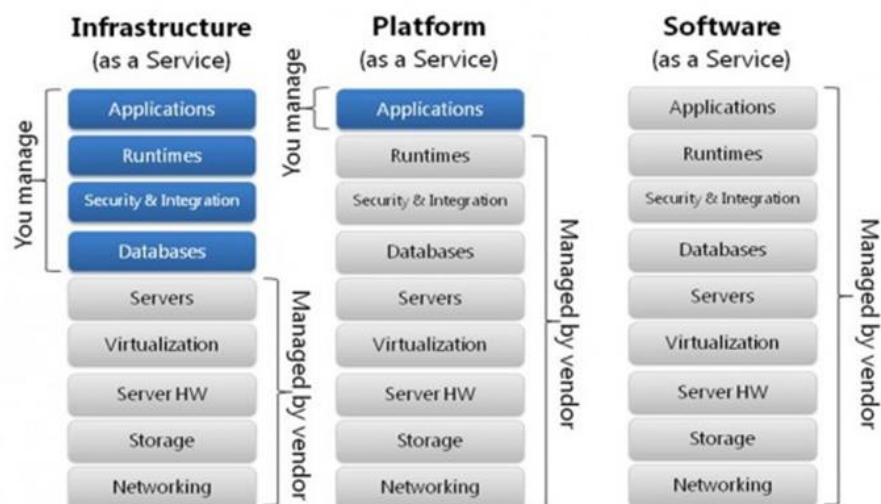 Infrastructure
(as a Service)
You manage
Applications
Runtimes
Security & Integration
Databases
Servers
Virtualization
Server HW
Storage
Networking
Managed by vendor
Platform
(as a Service)
You manage
Applications
Runtimes
Security & Integration
Databases
Servers
Virtualization
Server HW
Storage
Networking
Managed by vendor
Software
(as a Service)
Applications
Runtimes
Security & Integration
Databases
Servers
Virtualization
Server HW
Storage
Networking
Managed by vendor